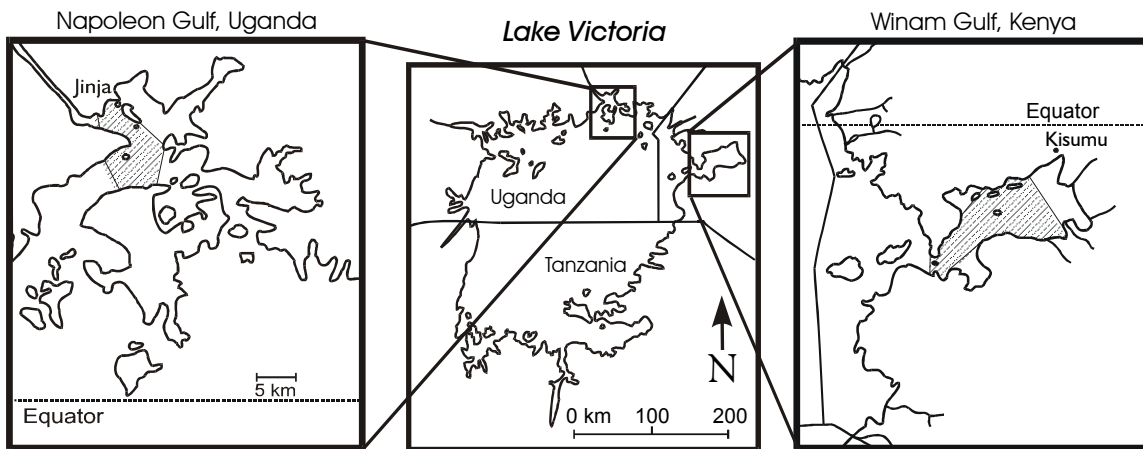 Napoleon Gulf, Uganda
Jinja
5 km
Equator
Lake Victoria
Uganda
Tanzania
N
0 km 100 200
Winam Gulf, Kenya
Equator
Kisumu